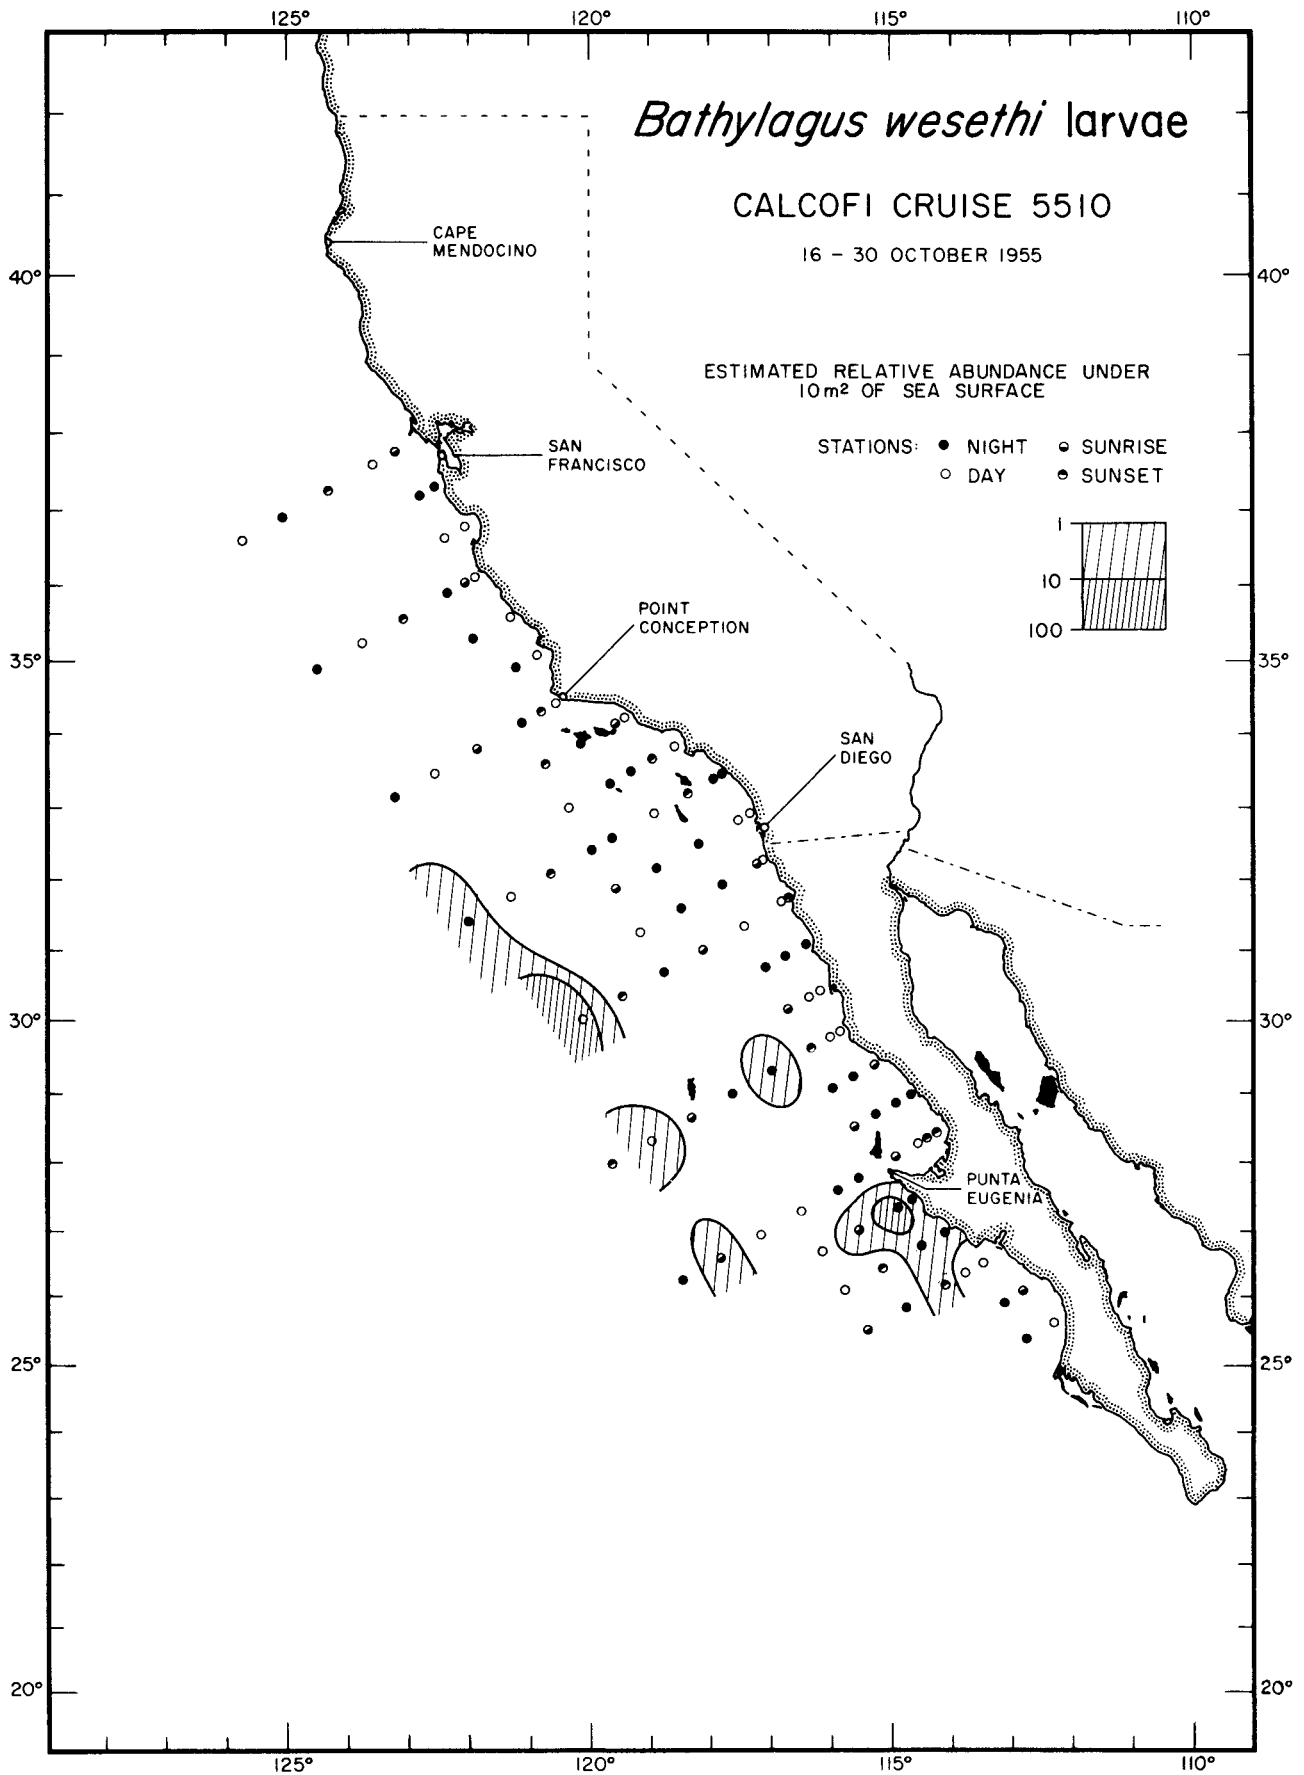 125° 120° 115° 110°
Bathylagus wesethi larvae
CALCOFI CRUISE 5510
16 – 30 OCTOBER 1955
CAPE
MENDOCINO
40° 40°
ESTIMATED RELATIVE ABUNDANCE UNDER
10 m² OF SEA SURFACE
STATIONS: NIGHT SUNRISE
DAY SUNSET
SAN
FRANCISCO
1
10
100
POINT
CONCEPTION
35° 35°
SAN
DIEGO
30° 30°
PUNTA
EUGENIA
25° 25°
20° 20°
125° 120° 115° 110°